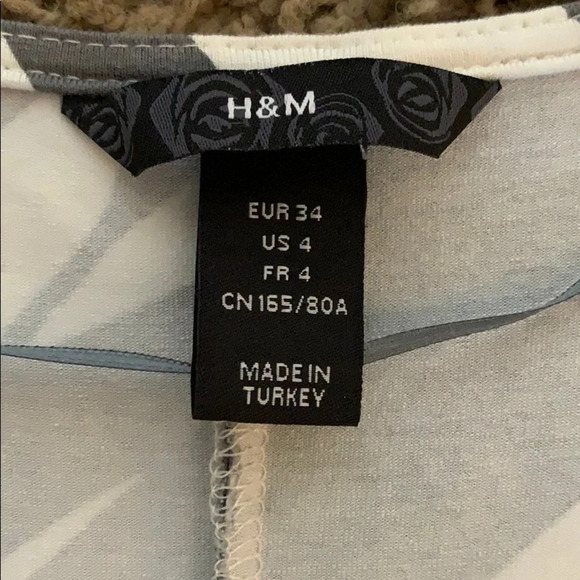 H&M
EUR 34
US 4
FR 4
CN 165/80A
MADE IN
TURKEY